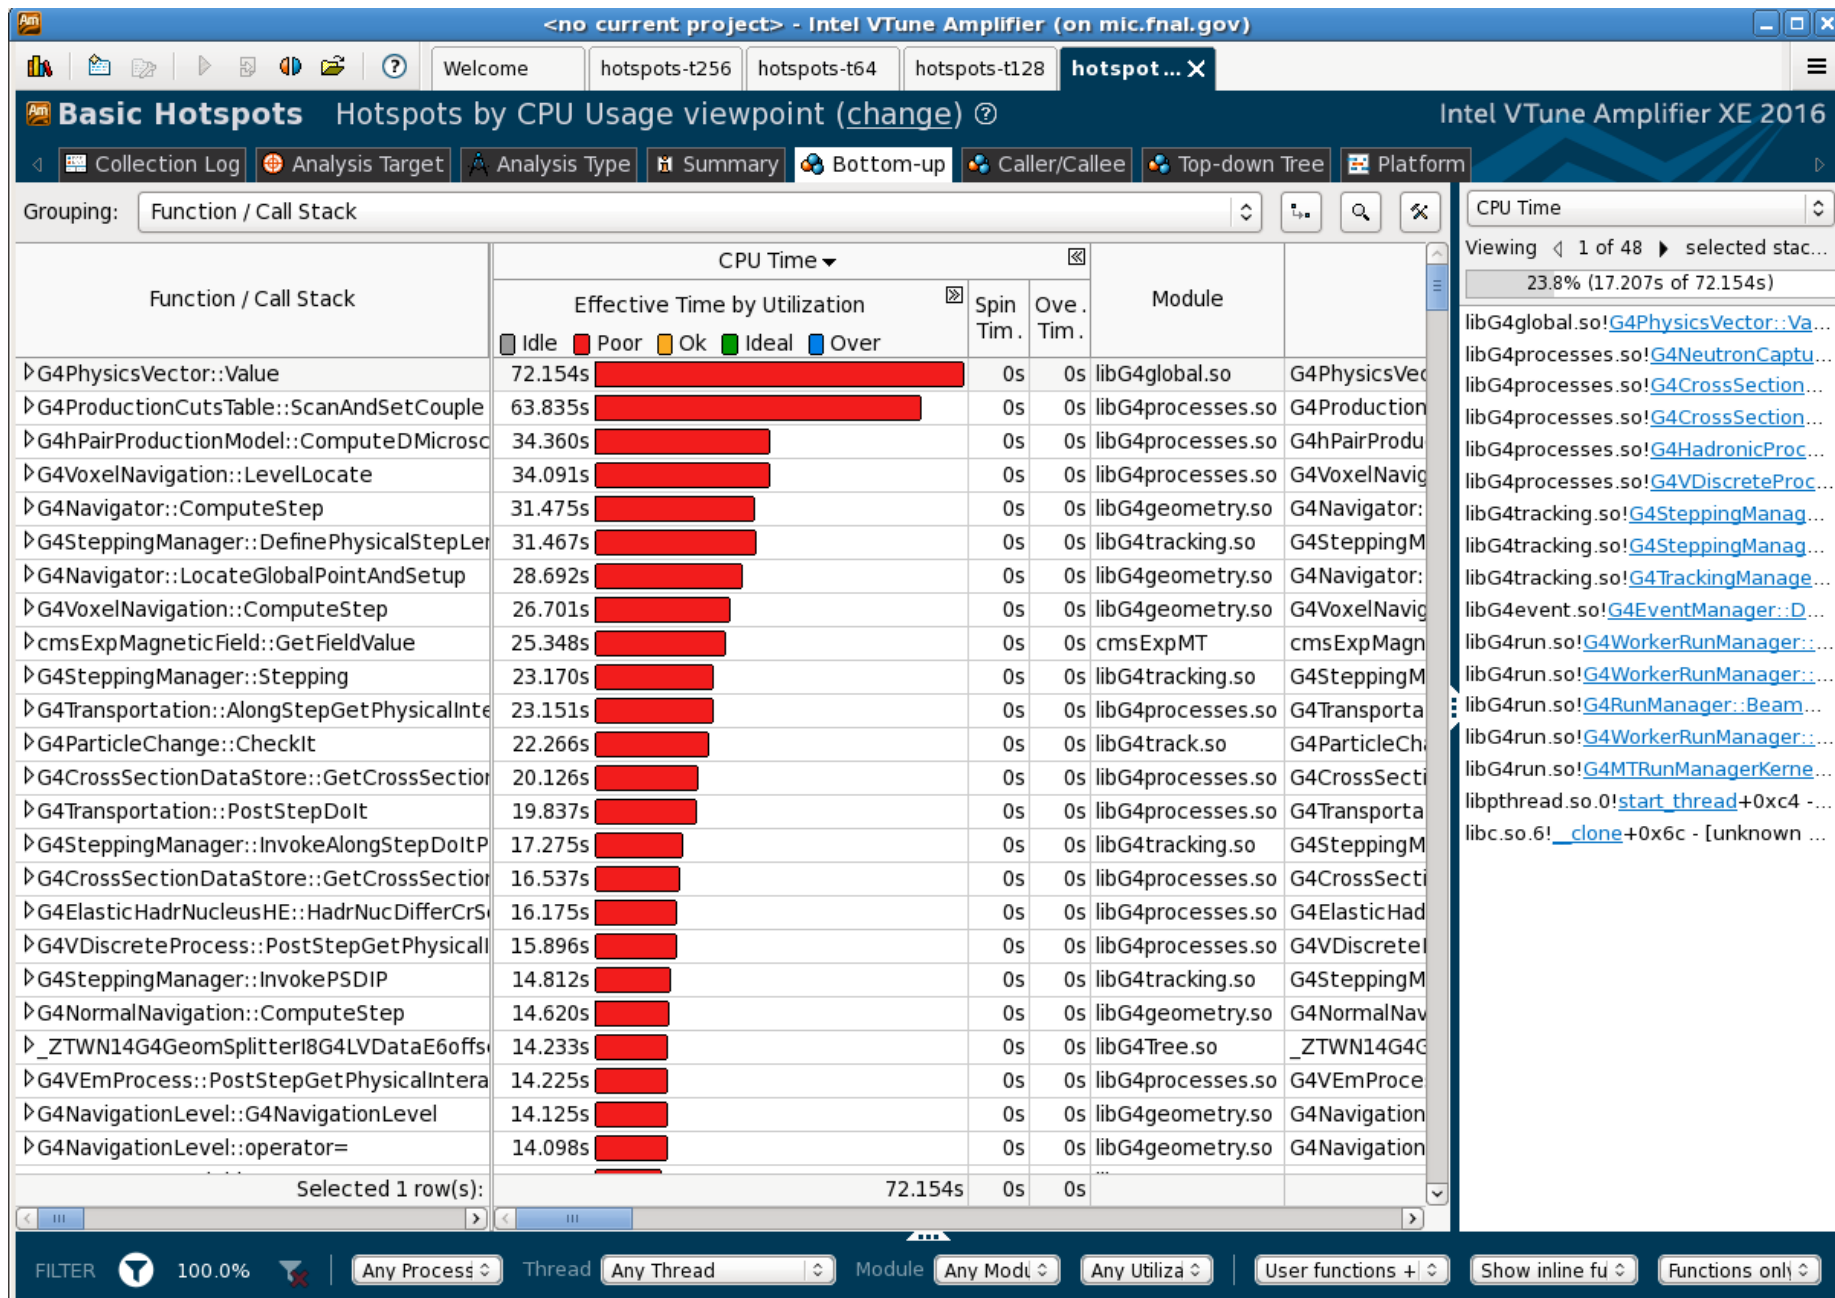 <no current project> - Intel VTune Amplifier (on mic.fnal.gov)
Welcome hotspots-t256 hotspots-t64 hotspots-t128 hotspot...
Basic Hotspots Hotspots by CPU Usage viewpoint (change) Intel VTune Amplifier XE 2016
Collection Log Analysis Target Analysis Type Summary Bottom-up Caller/Callee Top-down Tree Platform
Grouping: Function / Call Stack
Function / Call Stack
CPU Time
Effective Time by Utilization
Idle Poor Ok Ideal Over
Spin Tim.
Ove. Tim.
Module
G4PhysicsVector::Value 72.154s 0s 0s libG4global.so G4PhysicsVec
G4ProductionCutsTable::ScanAndSetCouple 63.835s 0s 0s libG4processes.so G4Production
G4hPairProductionModel::ComputeDMicrosc 34.360s 0s 0s libG4processes.so G4hPairProdu
G4VoxelNavigation::LevelLocate 34.091s 0s 0s libG4processes.so G4VoxelNavig
G4Navigator::ComputeStep 31.475s 0s 0s libG4geometry.so G4Navigator:
G4SteppingManager::DefinePhysicalStepLer 31.467s 0s 0s libG4tracking.so G4SteppingM
G4Navigator::LocateGlobalPointAndSetup 28.692s 0s 0s libG4geometry.so G4Navigator:
G4VoxelNavigation::ComputeStep 26.701s 0s 0s libG4geometry.so G4VoxelNavig
cmsExpMagneticField::GetFieldValue 25.348s 0s 0s cmsExpMT cmsExpMagn
G4SteppingManager::Stepping 23.170s 0s 0s libG4tracking.so G4SteppingM
G4Transportation::AlongStepGetPhysicalInte 23.151s 0s 0s libG4processes.so G4Transporta
G4ParticleChange::CheckIt 22.266s 0s 0s libG4track.so G4ParticleCh
G4CrossSectionDataStore::GetCrossSection 20.126s 0s 0s libG4processes.so G4CrossSecti
G4Transportation::PostStepDoIt 19.837s 0s 0s libG4processes.so G4Transporta
G4SteppingManager::InvokeAlongStepDoItP 17.275s 0s 0s libG4tracking.so G4SteppingM
G4CrossSectionDataStore::GetCrossSection 16.537s 0s 0s libG4processes.so G4CrossSecti
G4ElasticHadrNucleusHE::HadrNucDifferCrS 16.175s 0s 0s libG4processes.so G4ElasticHad
G4VDiscreteProcess::PostStepGetPhysicalI 15.896s 0s 0s libG4processes.so G4VDiscrete
G4SteppingManager::InvokePSDIP 14.812s 0s 0s libG4tracking.so G4SteppingM
G4NormalNavigation::ComputeStep 14.620s 0s 0s libG4geometry.so G4NormalNav
_ZTWN14G4GeomSplitterI8G4LVDataE6offs 14.233s 0s 0s libG4Tree.so _ZTWN14G4G
G4VEmProcess::PostStepGetPhysicalIntera 14.225s 0s 0s libG4processes.so G4VEmProce
G4NavigationLevel::G4NavigationLevel 14.125s 0s 0s libG4geometry.so G4Navigation
G4NavigationLevel::operator= 14.098s 0s 0s libG4geometry.so G4Navigation
Selected 1 row(s): 72.154s 0s 0s
CPU Time
Viewing 1 of 48 selected stac...
23.8% (17.207s of 72.154s)
libG4global.so!G4PhysicsVector::Va...
libG4processes.so!G4NeutronCaptu...
libG4processes.so!G4CrossSection...
libG4processes.so!G4CrossSection...
libG4processes.so!G4HadronicProc...
libG4processes.so!G4VDiscreteProc...
libG4tracking.so!G4SteppingManag...
libG4tracking.so!G4SteppingManag...
libG4tracking.so!G4TrackingManage...
libG4event.so!G4EventManager::D...
libG4run.so!G4WorkerRunManager::...
libG4run.so!G4WorkerRunManager::...
libG4run.so!G4RunManager::Beam...
libG4run.so!G4WorkerRunManager::...
libG4run.so!G4MTRunManagerKerne...
libpthread.so.0!start_thread+0xc4 -...
libc.so.6!__clone+0x6c - [unknown ...
FILTER 100.0% Any Process Thread Any Thread Module Any Modu Any Utiliza User functions + Show inline fu Functions only